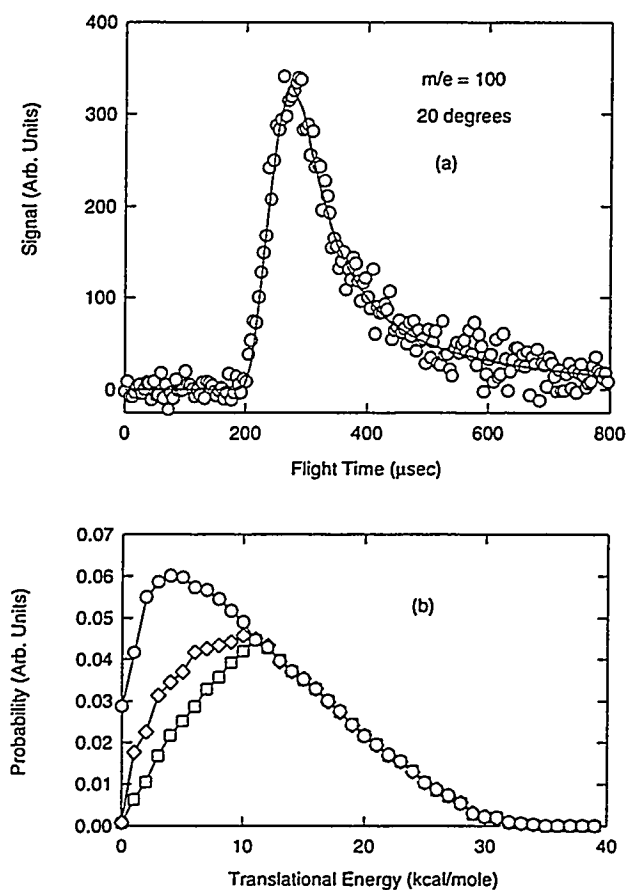 400
300
200
100
0
Signal (Arb. Units)
m/e = 100
20 degrees
(a)
0 200 400 600 800
Flight Time (μsec)
0.07
0.06
0.05
0.04
0.03
0.02
0.01
0.00
Probability (Arb. Units)
(b)
0 10 20 30 40
Translational Energy (kcal/mole)